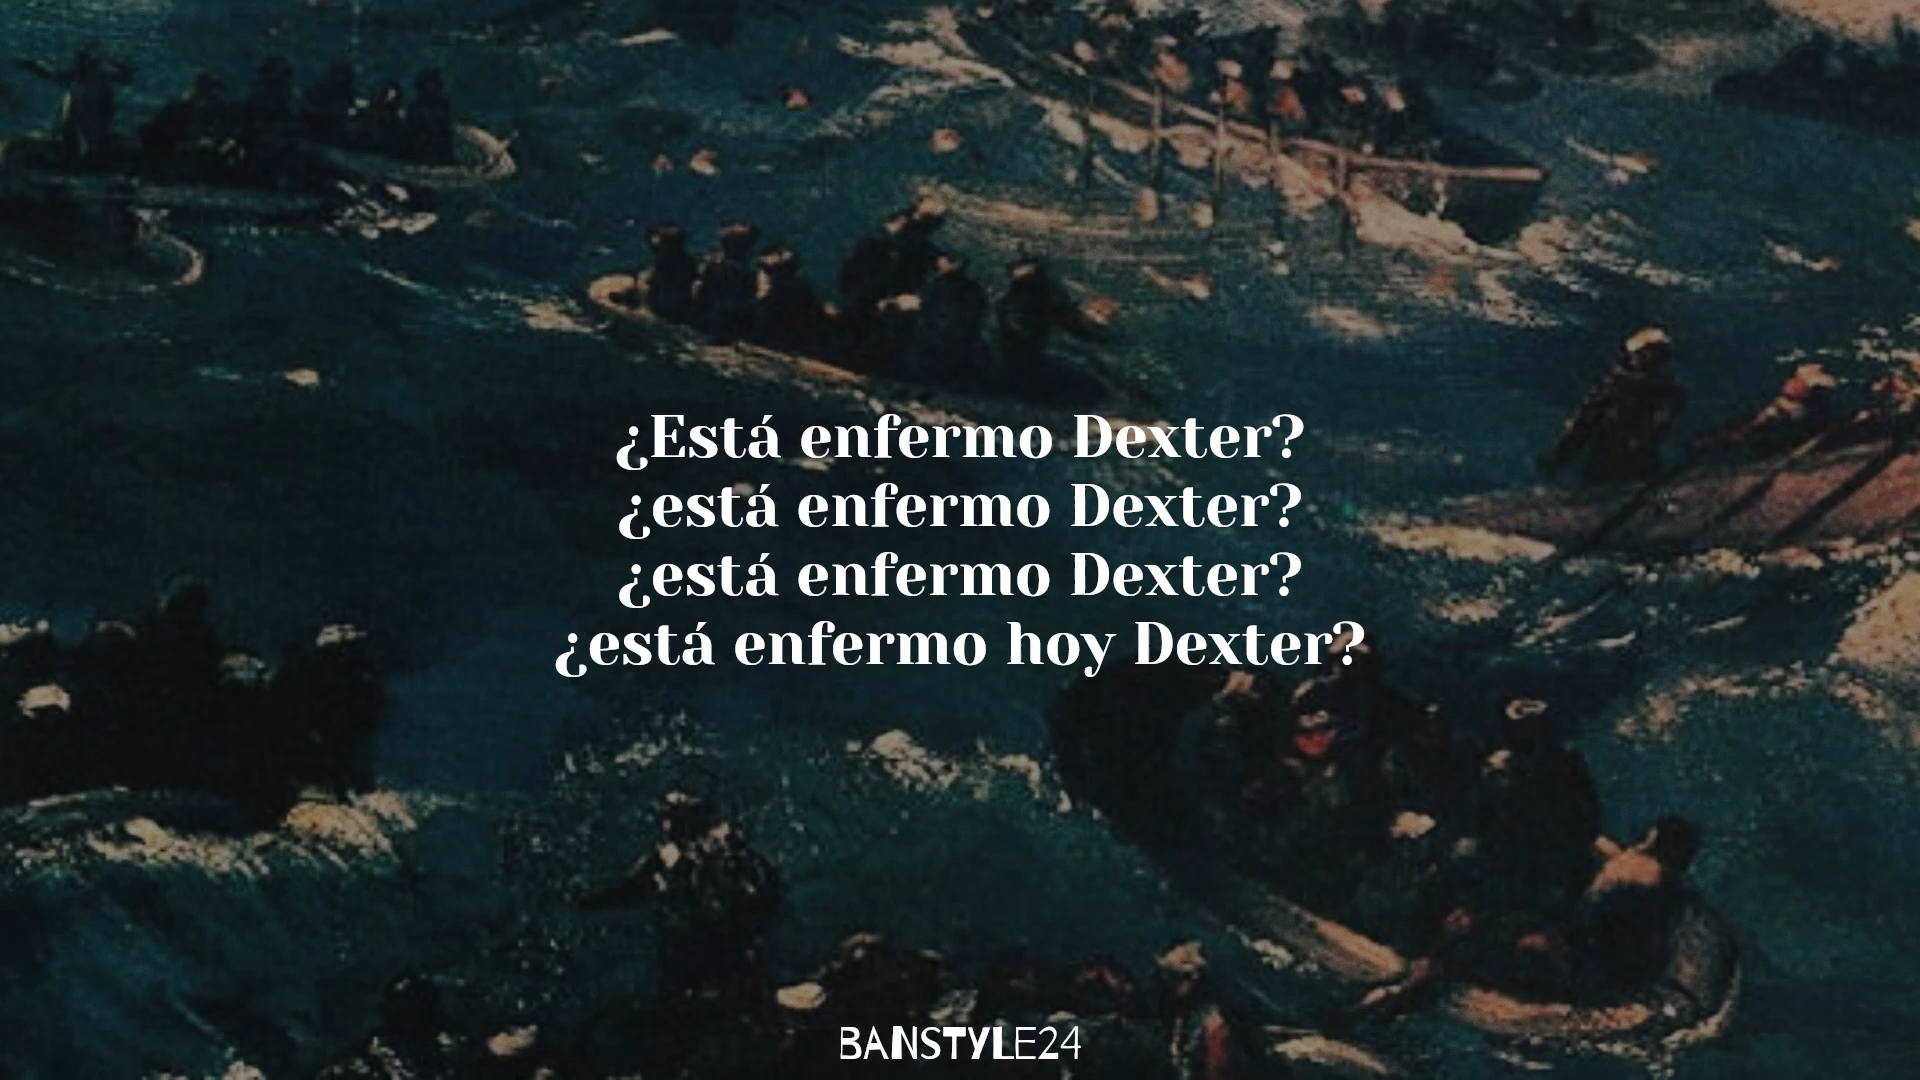 ¿Está enfermo Dexter?
¿está enfermo Dexter?
¿está enfermo Dexter?
¿está enfermo hoy Dexter?
BANSTYLE24